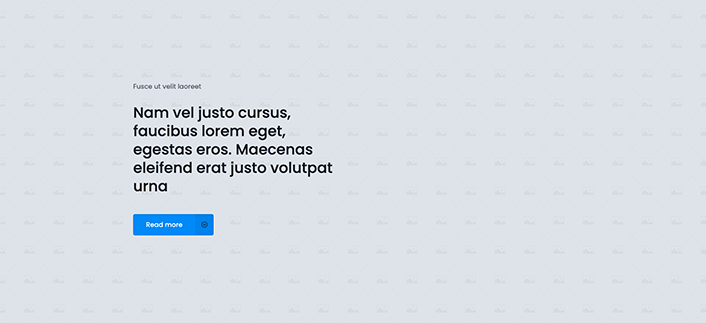 Fusce ut velit laoreet
Nam vel justo cursus,
faucibus lorem eget,
egestas eros. Maecenas
eleifend erat justo volutpat
urna
Read more